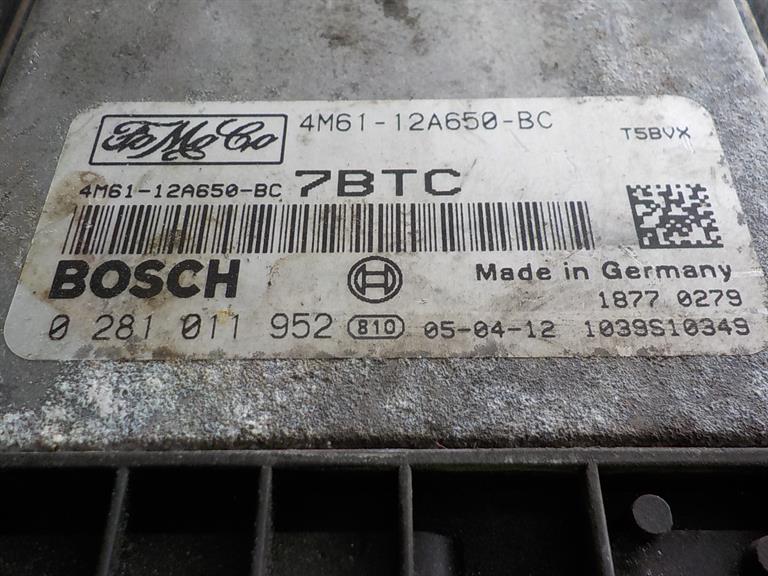 FoMoCo 4M61-12A650-BC T5BVX
4M61-12A650-BC 7BTC
BOSCH Made in Germany
1877 0279
0 281 011 952 810 05-04-12 1039S10349